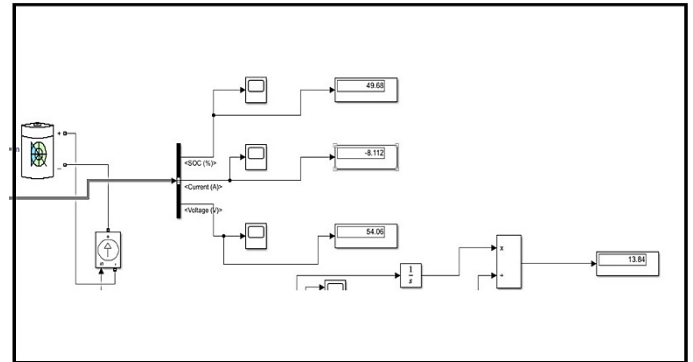 49.68
<SOC (%)>
-8.112
<Current (A)>
<Voltage (V)>
54.06
1
s
x
÷
13.84
+
_
m